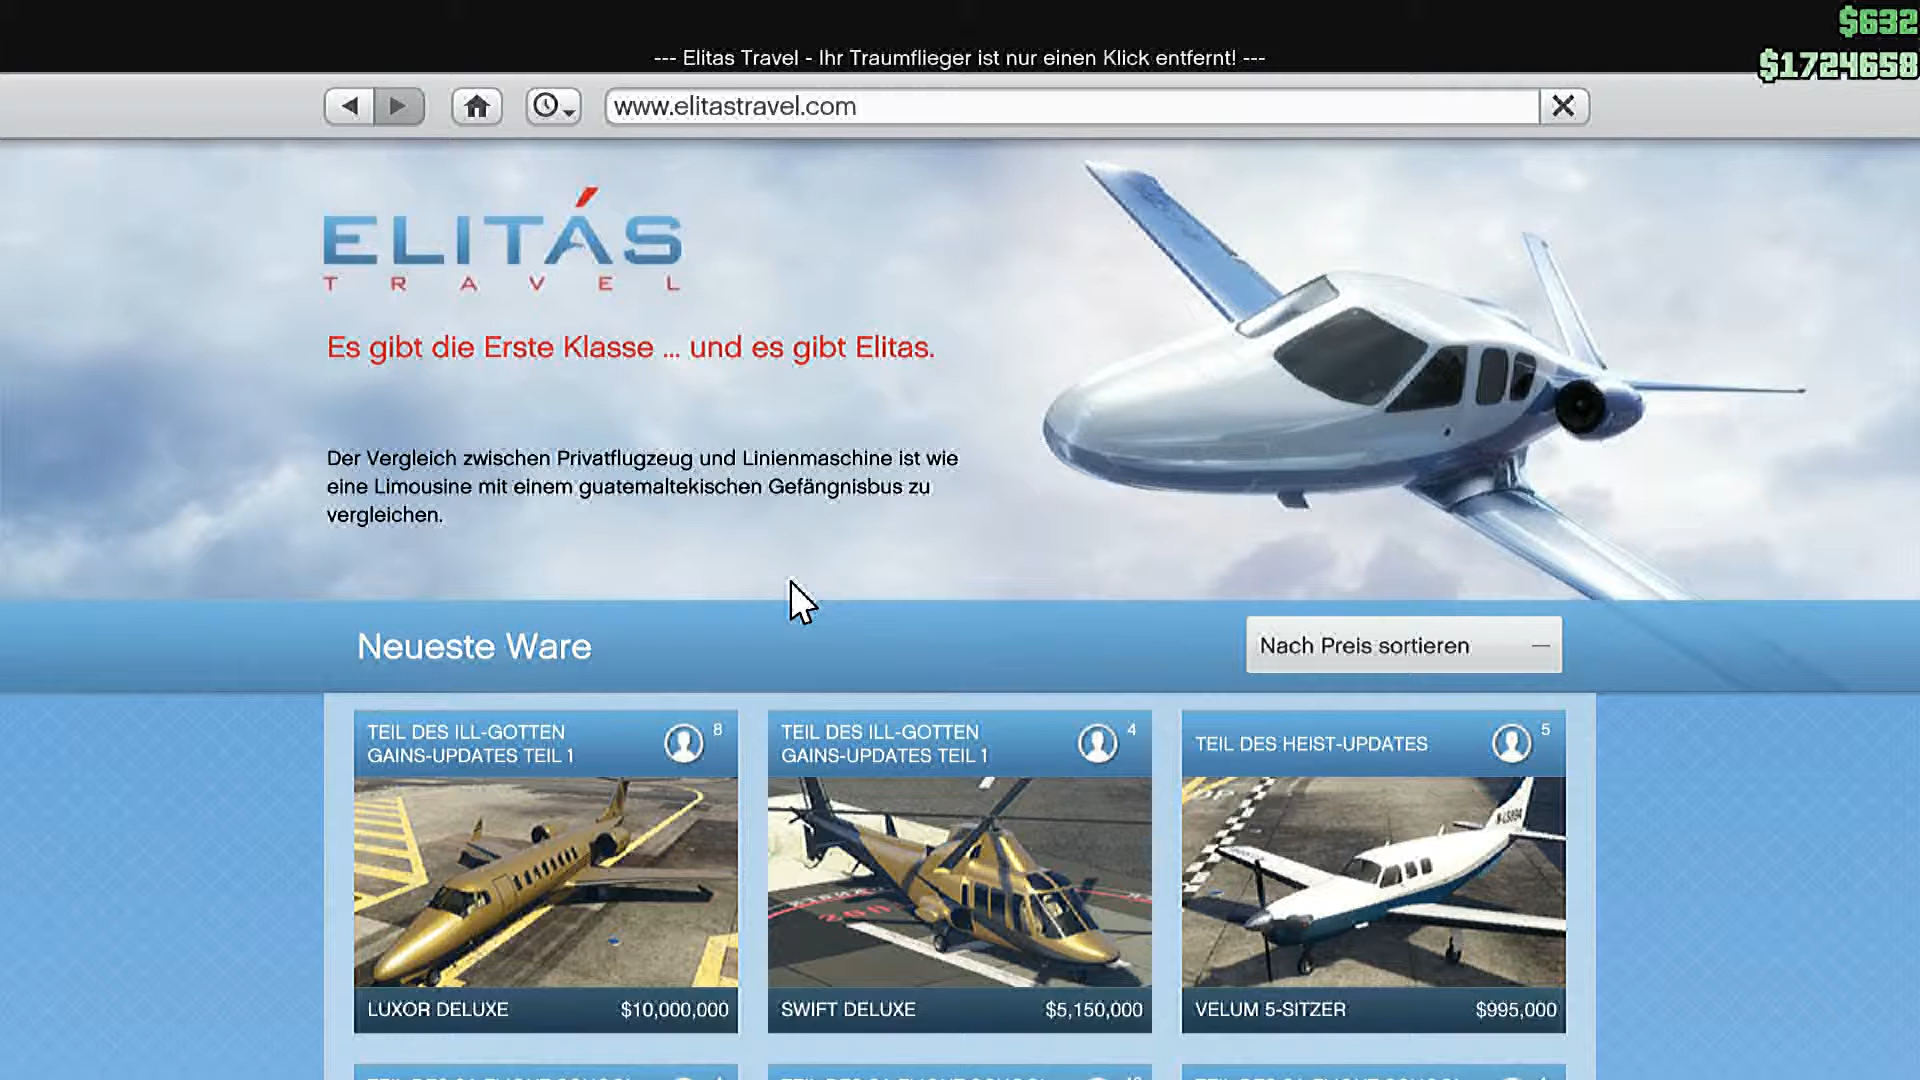 $632
--- Elitas Travel - Ihr Traumflieger ist nur einen Klick entfernt! ---
$1724658
www.elitastravel.com
ELITÁS
TRAVEL
Es gibt die Erste Klasse ... und es gibt Elitas.
Der Vergleich zwischen Privatflugzeug und Linienmaschine ist wie
eine Limousine mit einem guatemaltekischen Gefängnisbus zu
vergleichen.
Neueste Ware
Nach Preis sortieren
TEIL DES ILL-GOTTEN
GAINS-UPDATES TEIL 1
8
TEIL DES ILL-GOTTEN
GAINS-UPDATES TEIL 1
4
TEIL DES HEIST-UPDATES
5
LUXOR DELUXE
$10,000,000
SWIFT DELUXE
$5,150,000
VELUM 5-SITZER
$995,000